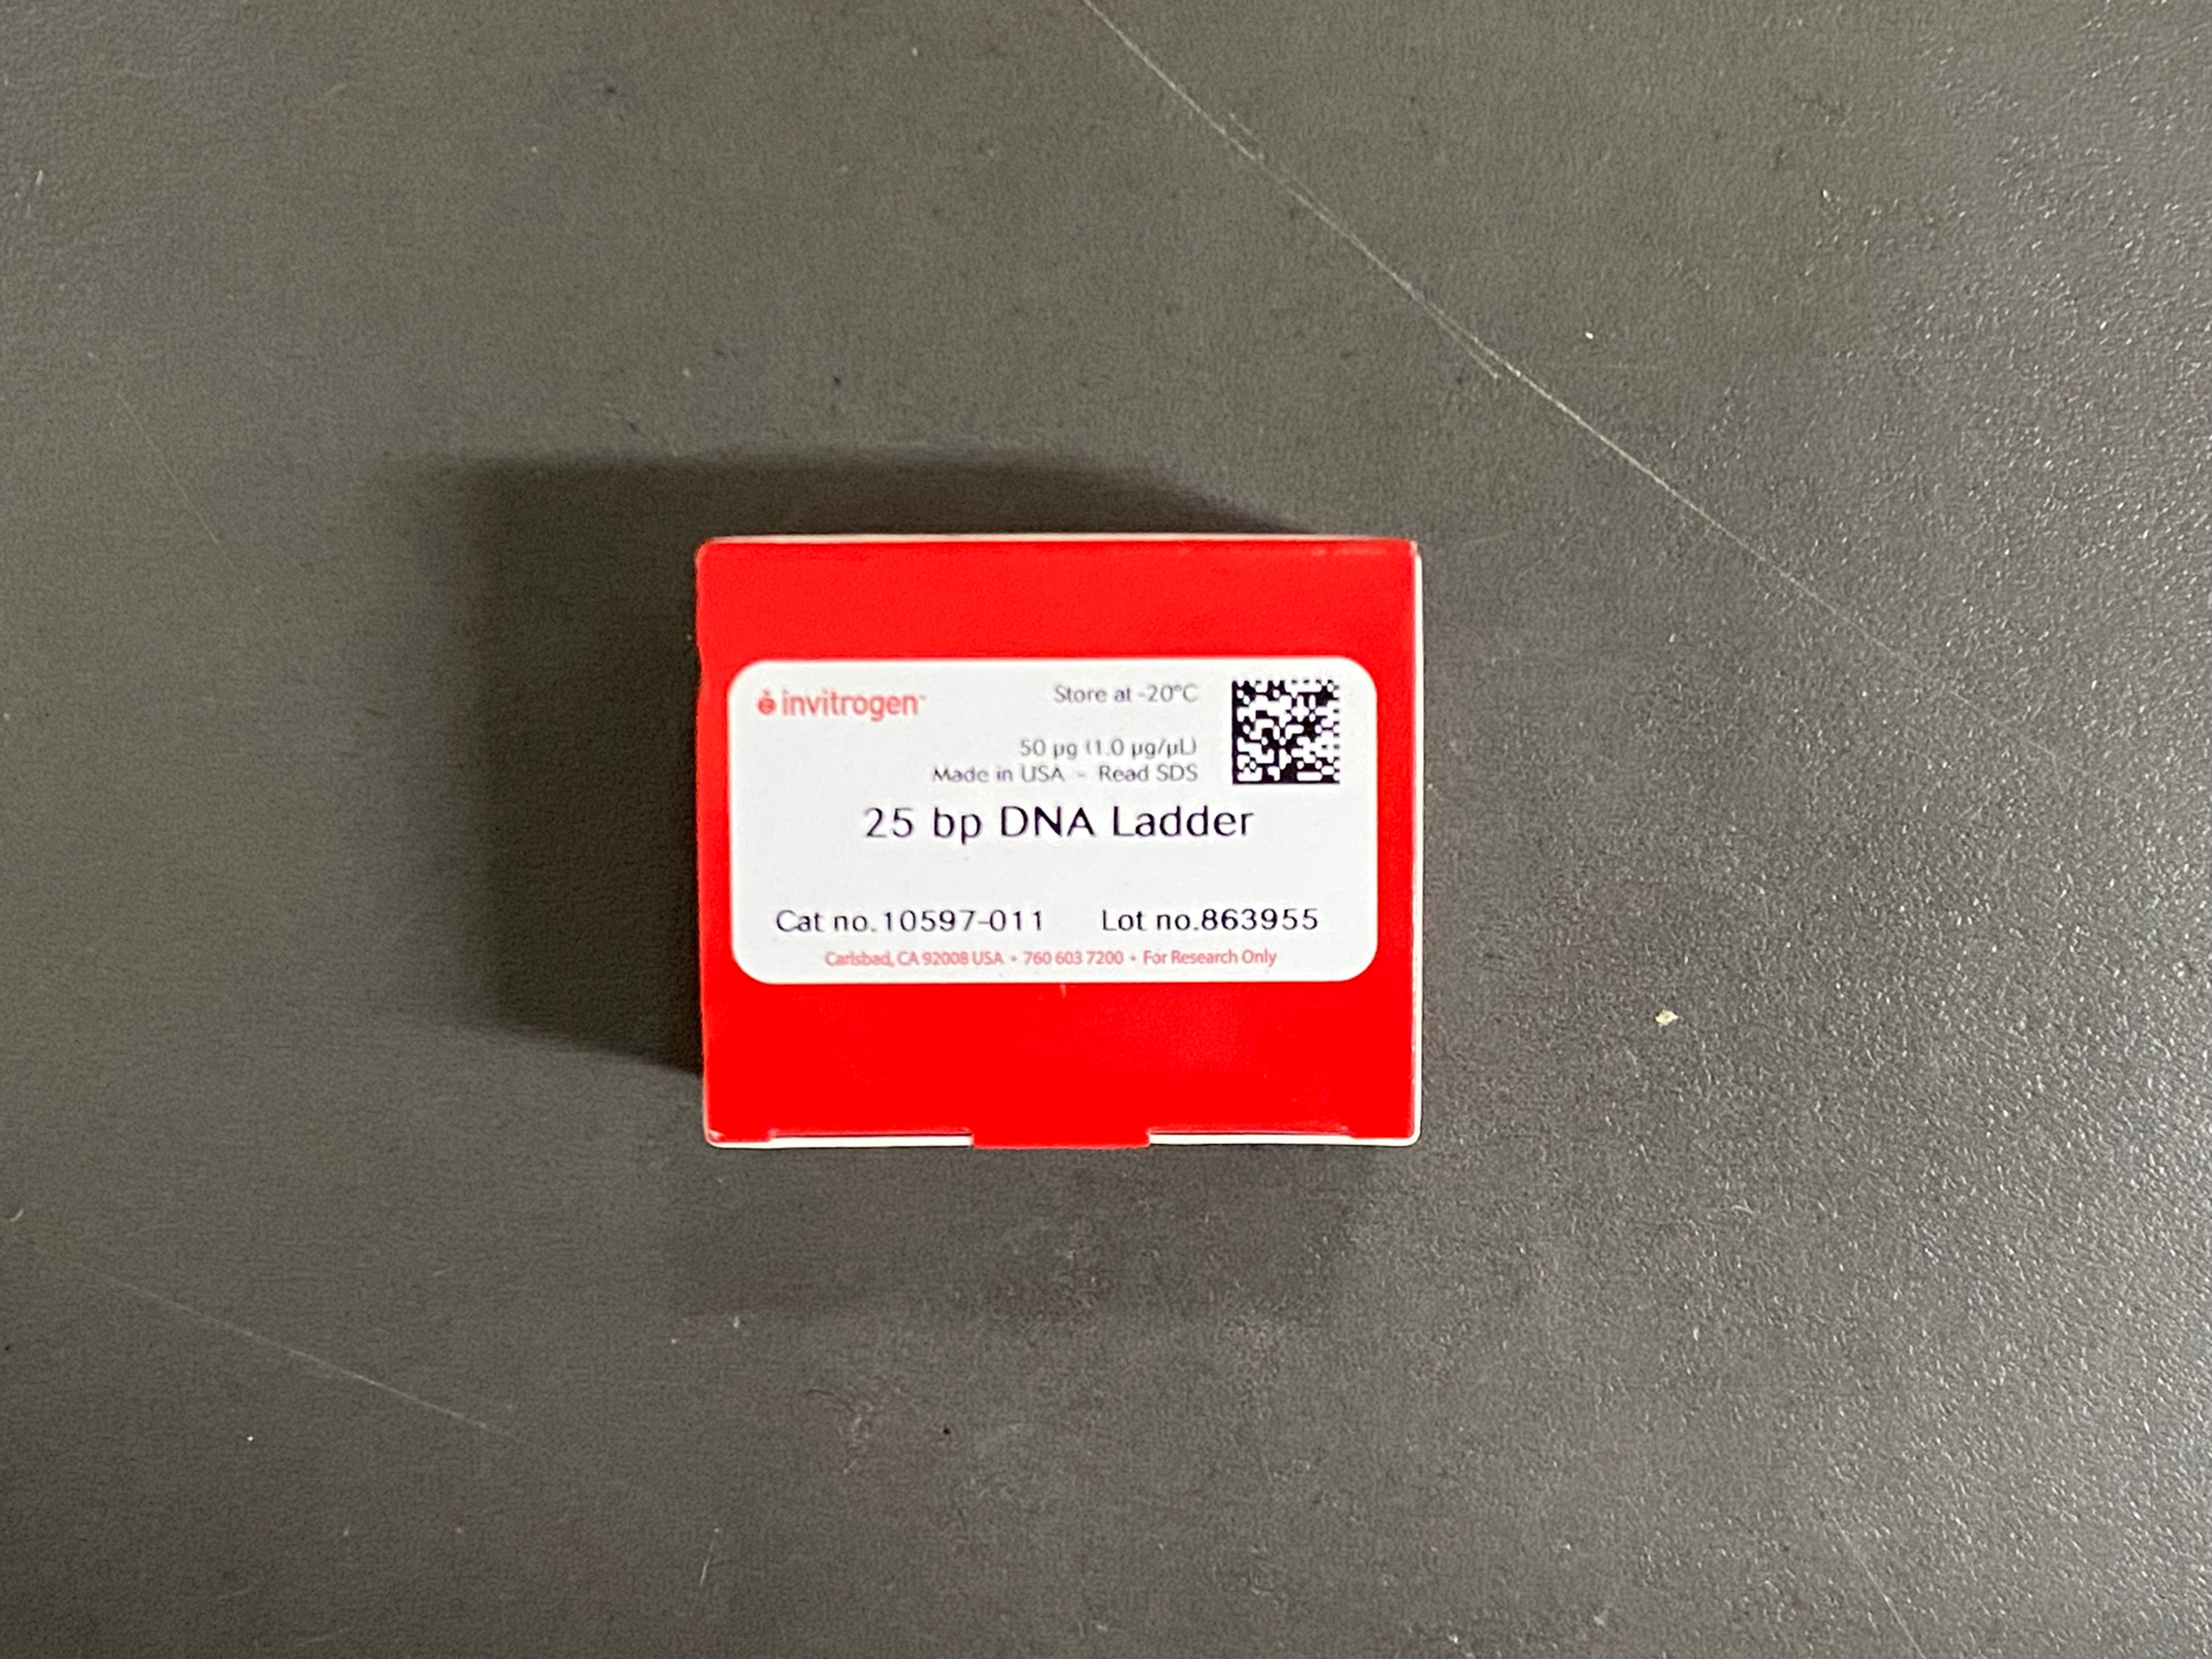 invitrogen™
Store at -20°C
50 µg (1.0 µg/µL)
Made in USA - Read SDS
25 bp DNA Ladder
Cat no.10597-011 Lot no.863955
Carlsbad, CA 92008 USA • 760 603 7200 • For Research Only